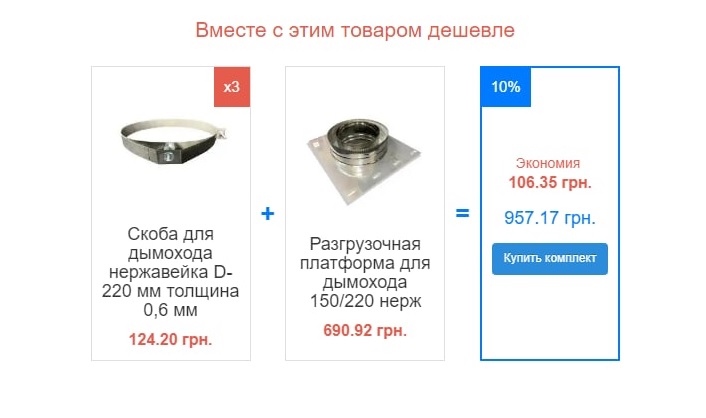 Вместе с этим товаром дешевле
x3
Скоба для
дымохода
нержавейка D-
220 мм толщина
0,6 мм
124.20 грн.
+
Разгрузочная
платформа для
дымохода
150/220 нерж
690.92 грн.
=
10%
Экономия
106.35 грн.
957.17 грн.
Купить комплект